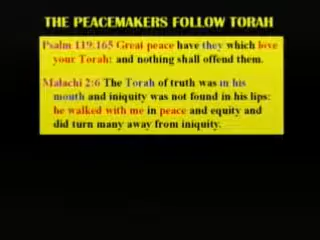 THE PEACEMAKERS FOLLOW TORAH
Psalm 119:165 Great peace have they which love
your Torah: and nothing shall offend them.
Malachi 2:6 The Torah of truth was in his
mouth and iniquity was not found in his lips:
he walked with me in peace and equity and
did turn many away from iniquity.